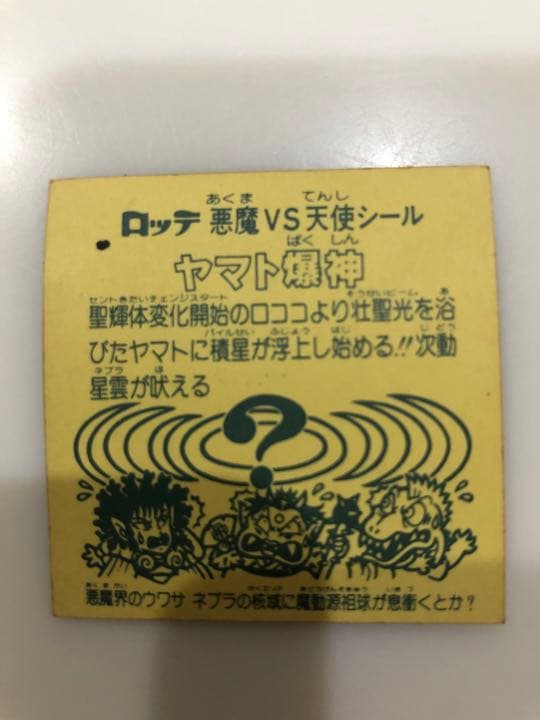 あくま てんし
ロッテ 悪魔VS天使シール
ばくしん
ヤマト爆神
セントきたいチェンジスタート そうせいビーム あ
聖輝体変化開始のロココより壮聖光を浴
パイルせい ふじょう はじ じどう
びたヤマトに積星が浮上し始める!!次動
ネブラ ほ
星雲が吠える
?
あくまかい かくエリア まどうげんそきゅう いきづ
悪魔界のウワサ ネブラの核域に魔動源祖球が息衝くとか?